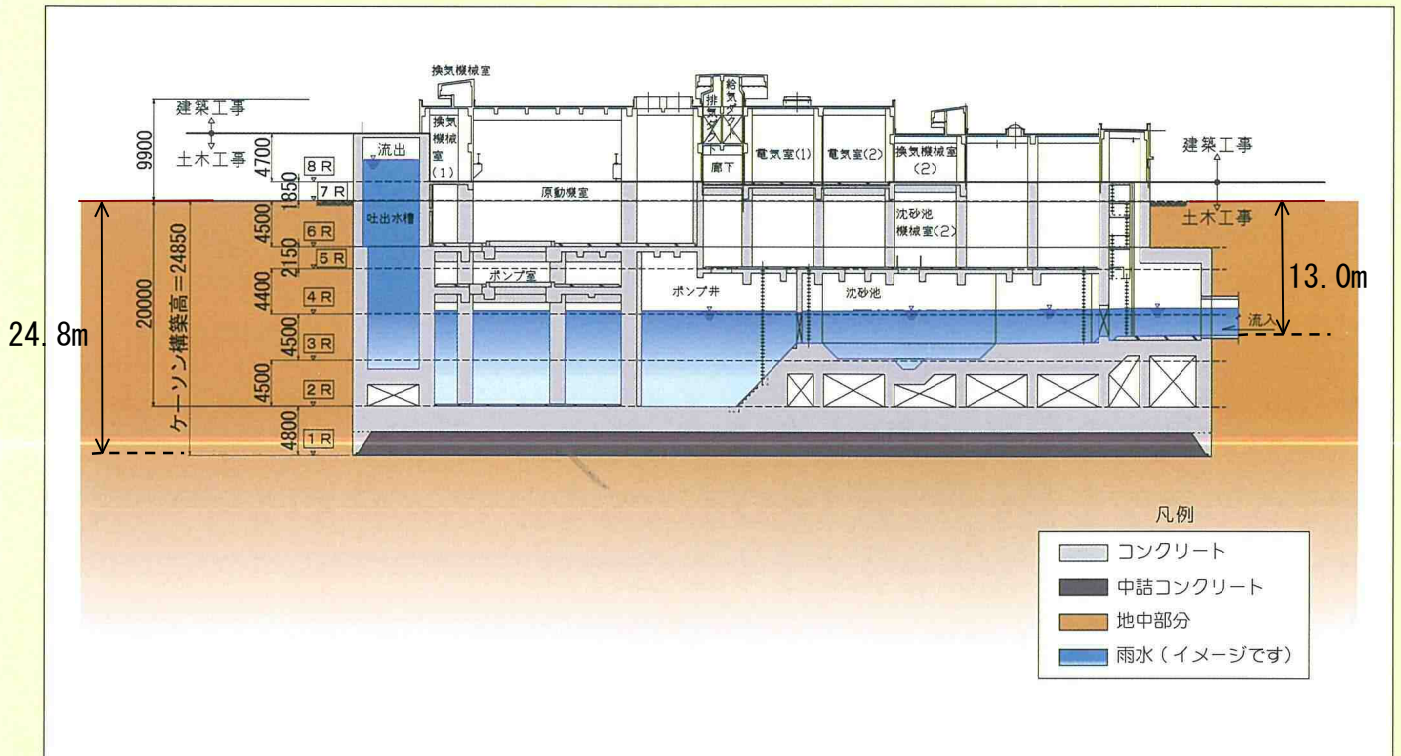 換気機械室
建築工事
土木工事
9900
4700
8R
1850
7R
4500
6R
2150
5R
4400
4R
4500
3R
4500
2R
4800
1R
20000
ケーソン構築高=24850
24.8m
流出
吐出水槽
換気機械室(1)
原動機室
ポンプ室
排気ダクト
給気ダクト
廊下
電気室(1)
電気室(2)
換気機械室
(2)
沈砂池
機械室(2)
ポンプ井
沈砂池
流入
建築工事
土木工事
13.0m
凡例
コンクリート
中詰コンクリート
地中部分
雨水(イメージです)